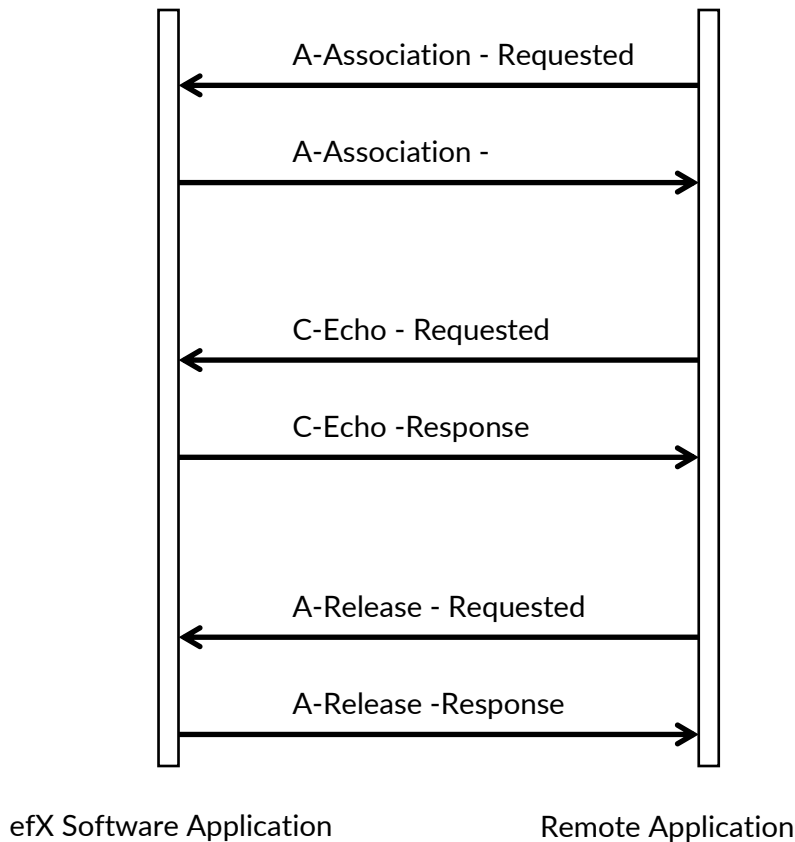 A-Association - Requested
A-Association -
C-Echo - Requested
C-Echo -Response
A-Release - Requested
A-Release -Response
efX Software Application
Remote Application